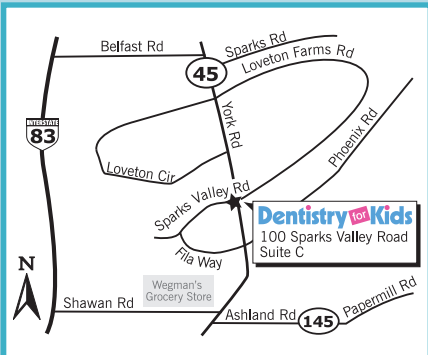 Belfast Rd
Sparks Rd
45
Loveton Farms Rd
INTERSTATE
83
York Rd
Phoenix Rd
Loveton Cir
Sparks Valley Rd
Dentistry for Kids
100 Sparks Valley Road
Suite C
Fila Way
N
Wegman's
Grocery Store
Shawan Rd
Ashland Rd
145
Papermill Rd